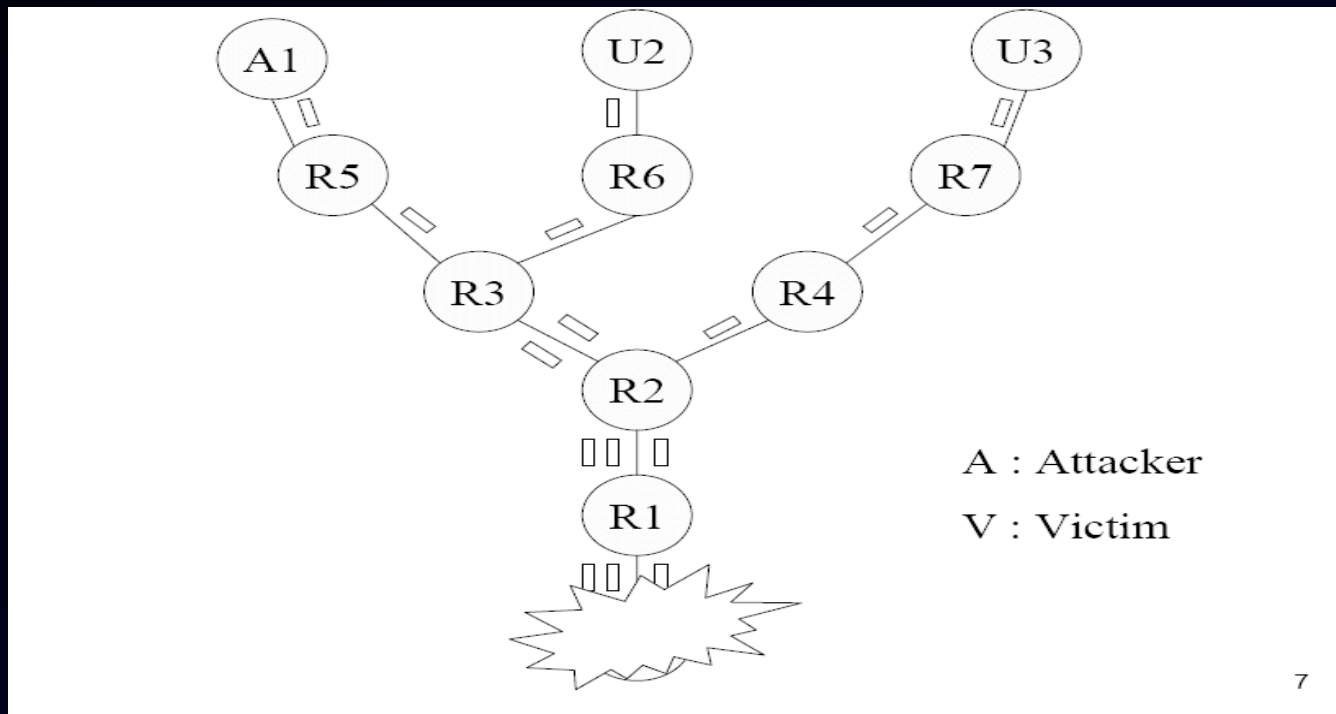 A1
U2
U3
R5
R6
R7
R3
R4
R2
A : Attacker
R1
V : Victim
7